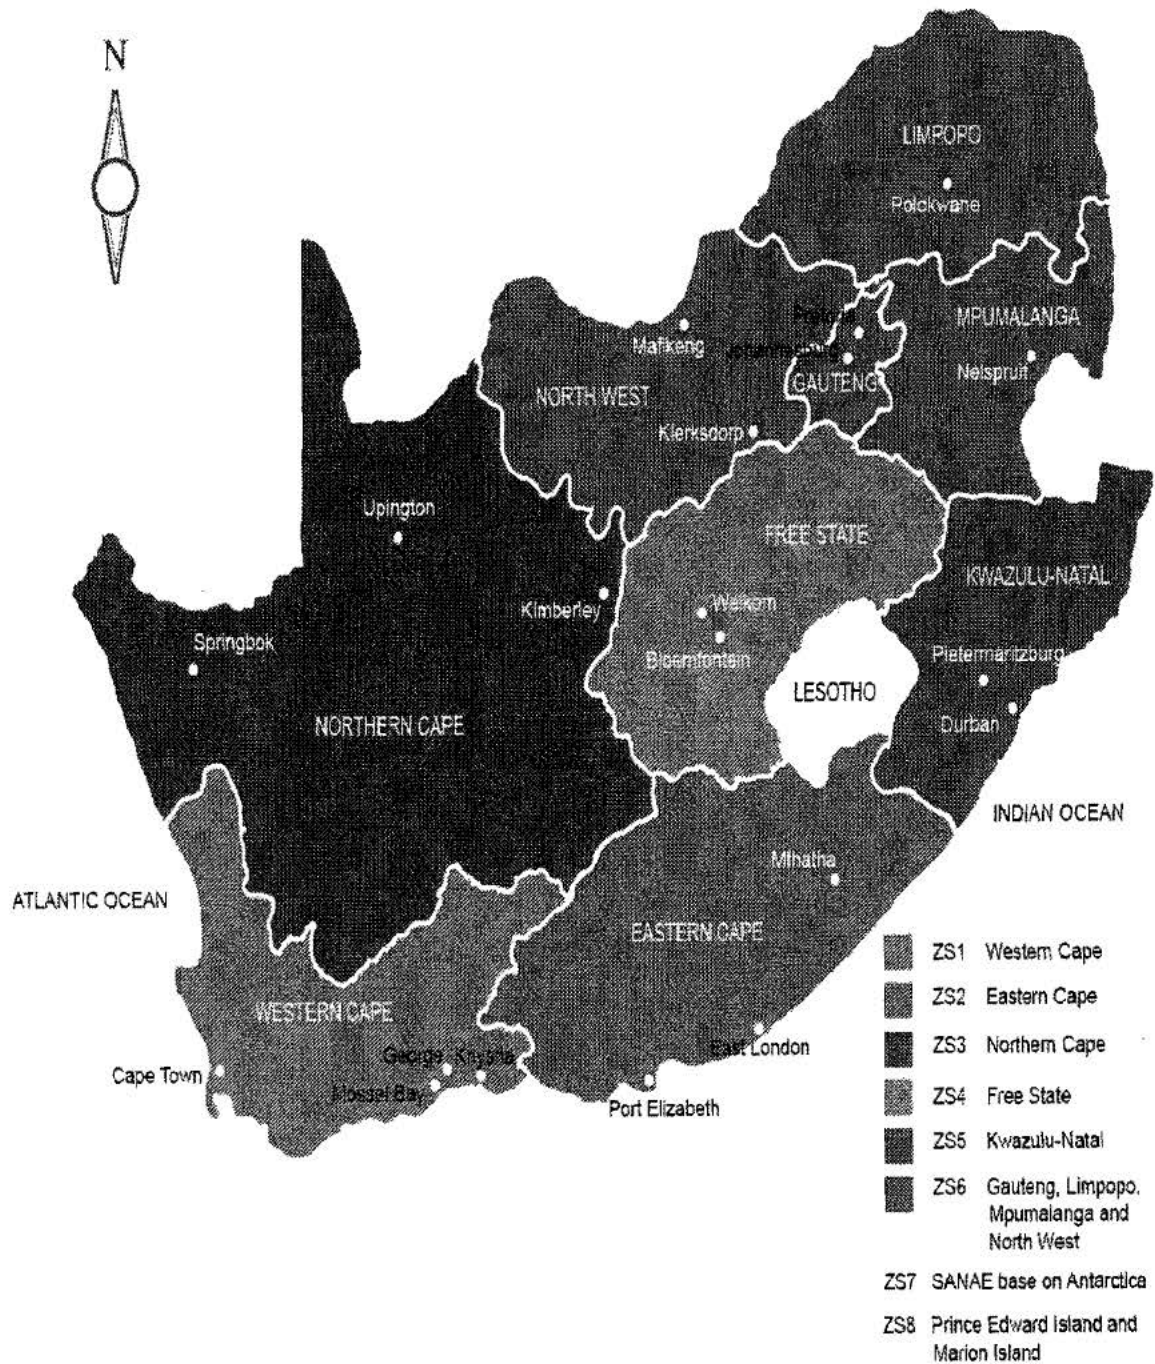 N
LIMPOPO
Polokwane
MPUMALANGA
Pretoria
Mafikeng
Johannesburg
Nelspruit
GAUTENG
NORTH WEST
Klerksdorp
Upington
FREE STATE
KWAZULU-NATAL
Kimberley
Welkom
Springbok
Bloemfontein
Pietermaritzburg
LESOTHO
NORTHERN CAPE
Durban
INDIAN OCEAN
Mthatha
ATLANTIC OCEAN
EASTERN CAPE
WESTERN CAPE
East London
George Knysna
Cape Town
Mossel Bay
Port Elizabeth
ZS1 Western Cape
ZS2 Eastern Cape
ZS3 Northern Cape
ZS4 Free State
ZS5 Kwazulu-Natal
ZS6 Gauteng, Limpopo,
Mpumalanga and
North West
ZS7 SANAE base on Antarctica
ZS8 Prince Edward Island and
Marion Island